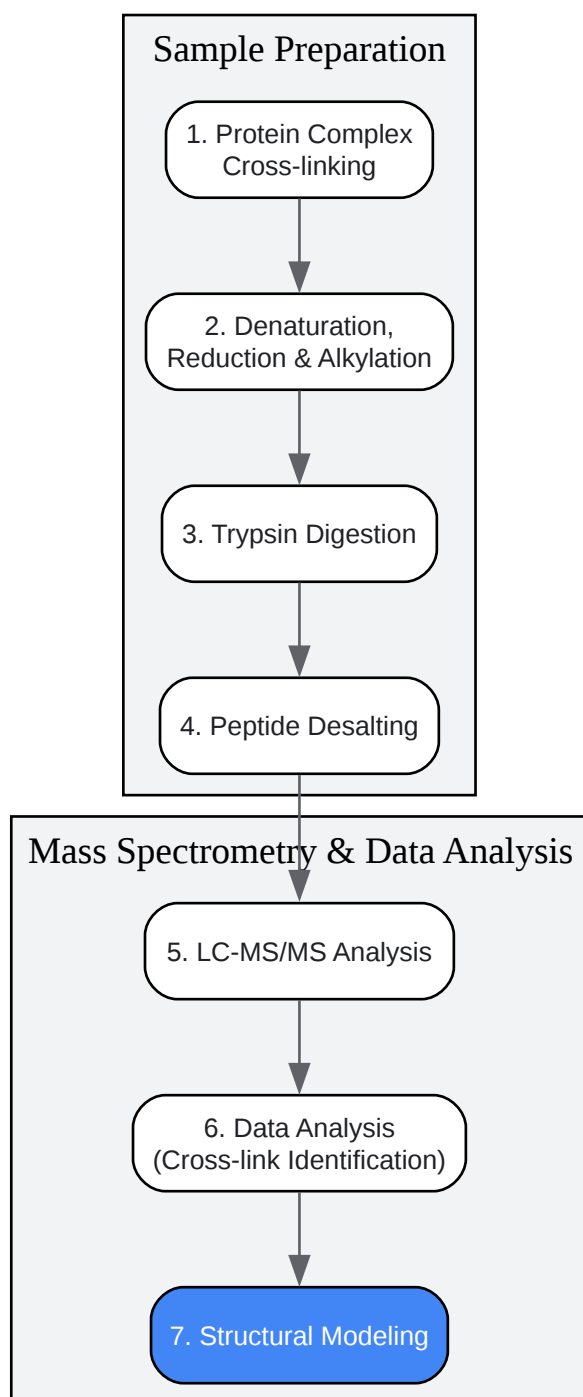 Sample Preparation
1. Protein Complex
Cross-linking
2. Denaturation,
Reduction & Alkylation
3. Trypsin Digestion
4. Peptide Desalting
Mass Spectrometry & Data Analysis
5. LC-MS/MS Analysis
6. Data Analysis
(Cross-link Identification)
7. Structural Modeling